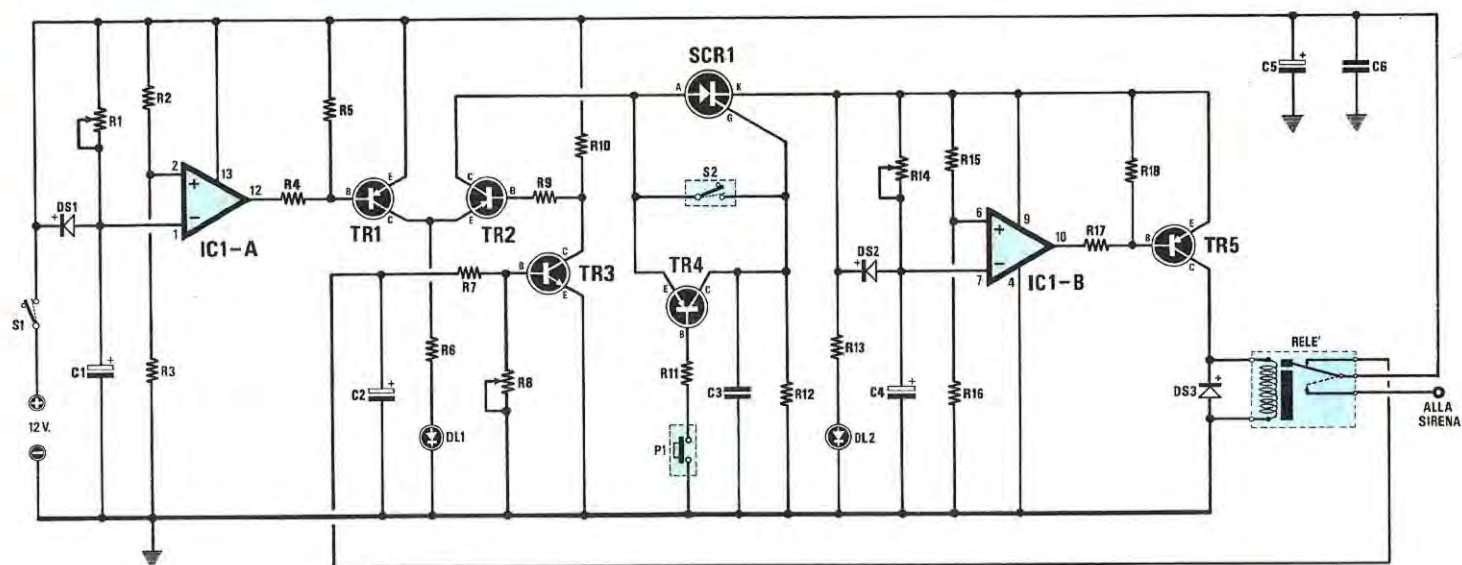 SCR1
A
K
G
R1
R2
R5
R10
C5
+
C6
2
13
+
12
R4
-
1
DS1
+
IC1-A
B
E
C
TR1
C
E
B
TR2
R9
S2
R14
R15
R18
6
9
+
10
R17
-
7
4
DS2
+
IC1-B
B
E
C
TR5
R7
B
C
E
TR3
TR4
E
C
B
S1
C1
+
R3
C2
+
R6
R8
R11
C3
R12
R13
C4
+
R16
DS3
+
RELE'
ALLA
SIRENA
+
12 V.
-
DL1
P1
DL2